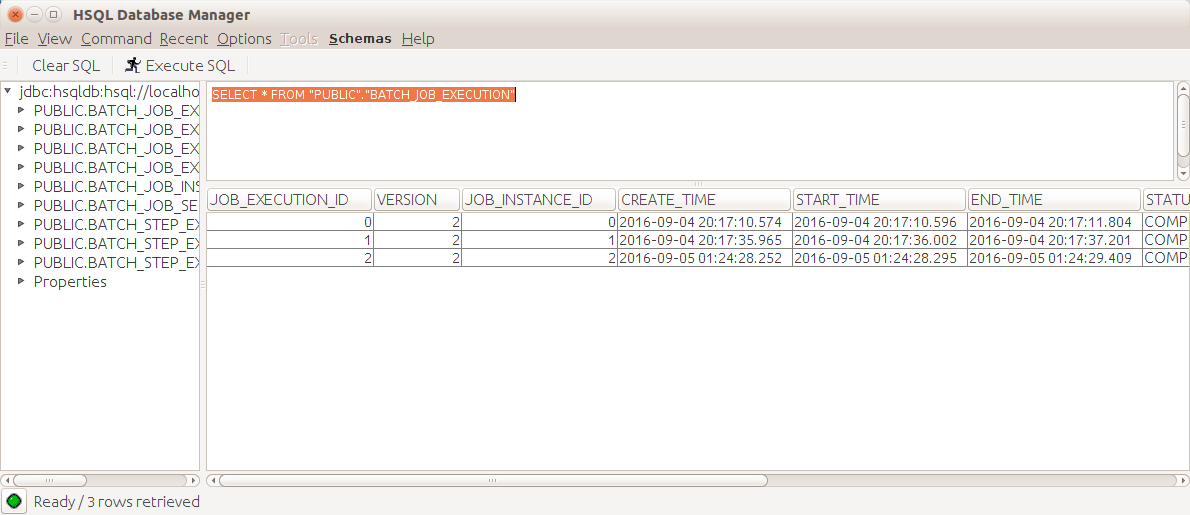 HSQL Database Manager
File View Command Recent Options Tools Schemas Help
Clear SQL Execute SQL
jdbc:hsqldb:hsql://localho
PUBLIC.BATCH_JOB_EX
PUBLIC.BATCH_JOB_EX
PUBLIC.BATCH_JOB_EX
PUBLIC.BATCH_JOB_EX
PUBLIC.BATCH_JOB_INS
PUBLIC.BATCH_JOB_SE
PUBLIC.BATCH_STEP_EX
PUBLIC.BATCH_STEP_EX
PUBLIC.BATCH_STEP_EX
Properties
SELECT * FROM "PUBLIC"."BATCH_JOB_EXECUTION"
JOB_EXECUTION_ID VERSION JOB_INSTANCE_ID CREATE_TIME START_TIME END_TIME STATU
0 2 0 2016-09-04 20:17:10.574 2016-09-04 20:17:10.596 2016-09-04 20:17:11.804 COMP
1 2 1 2016-09-04 20:17:35.965 2016-09-04 20:17:36.002 2016-09-04 20:17:37.201 COMP
2 2 2 2016-09-05 01:24:28.252 2016-09-05 01:24:28.295 2016-09-05 01:24:29.409 COMP
Ready / 3 rows retrieved